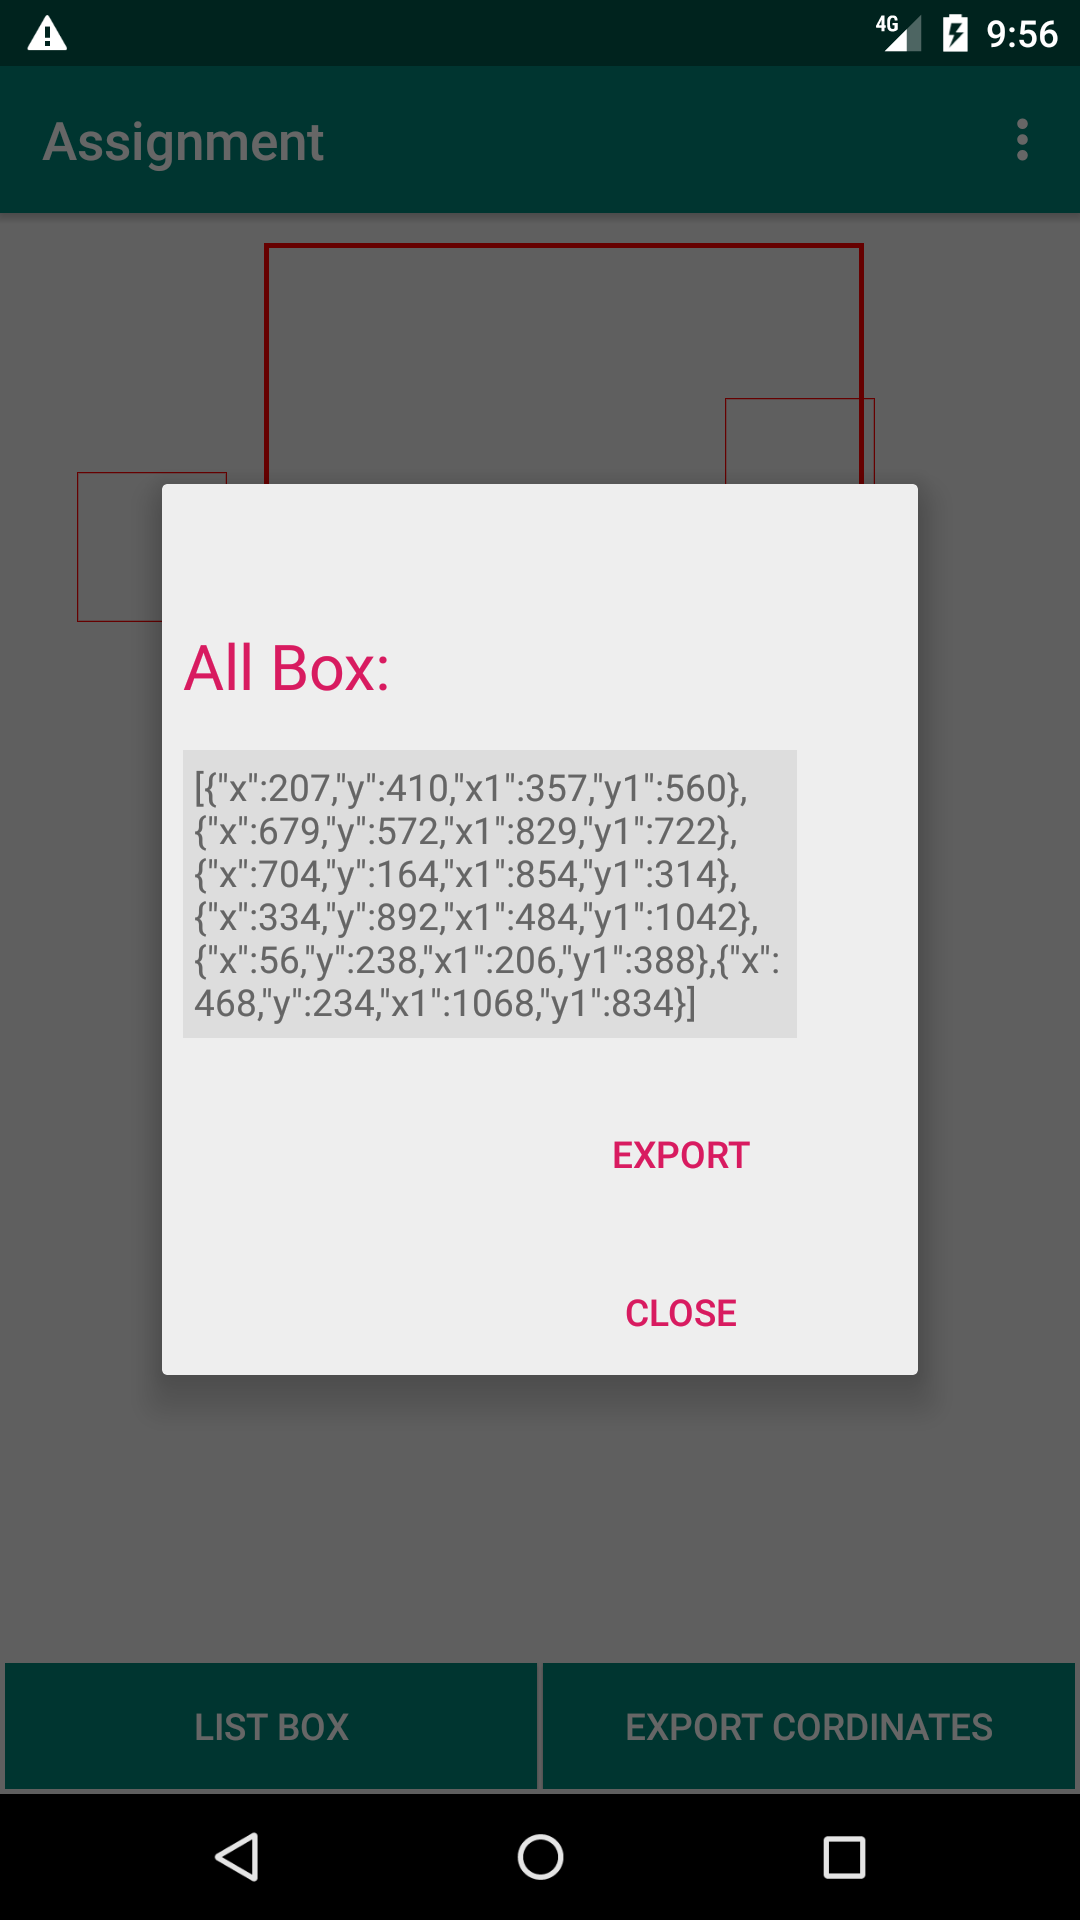 4G 9:56
Assignment
All Box:
[{"x":207,"y":410,"x1":357,"y1":560},
{"x":679,"y":572,"x1":829,"y1":722},
{"x":704,"y":164,"x1":854,"y1":314},
{"x":334,"y":892,"x1":484,"y1":1042},
{"x":56,"y":238,"x1":206,"y1":388},{"x":
468,"y":234,"x1":1068,"y1":834}]
EXPORT
CLOSE
LIST BOX EXPORT CORDINATES